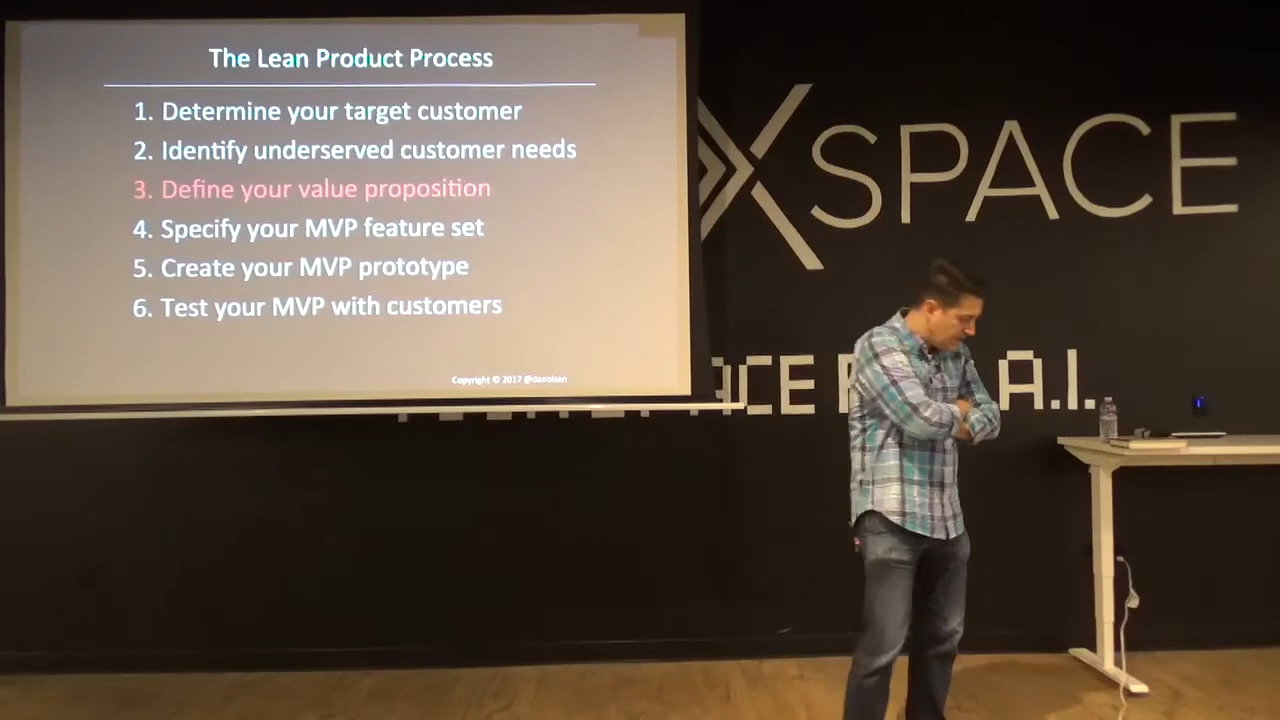 The Lean Product Process
1. Determine your target customer
2. Identify underserved customer needs
3. Define your value proposition
4. Specify your MVP feature set
5. Create your MVP prototype
6. Test your MVP with customers
Copyright © 2017 @danolsen
XSPACE
A.I.